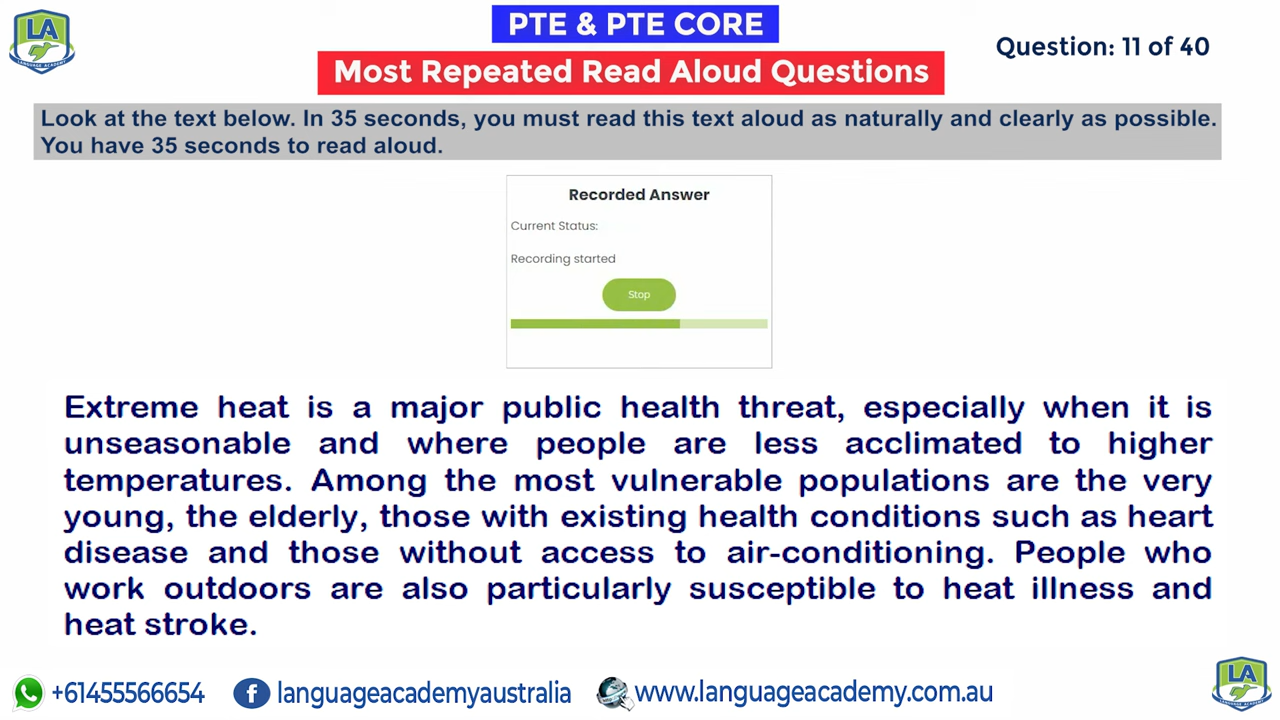 LA
LANGUAGE ACADEMY
PTE & PTE CORE
Most Repeated Read Aloud Questions
Question: 11 of 40
Look at the text below. In 35 seconds, you must read this text aloud as naturally and clearly as possible.
You have 35 seconds to read aloud.
Recorded Answer
Current Status:
Recording started
Stop
Extreme heat is a major public health threat, especially when it is
unseasonable and where people are less acclimated to higher
temperatures. Among the most vulnerable populations are the very
young, the elderly, those with existing health conditions such as heart
disease and those without access to air-conditioning. People who
work outdoors are also particularly susceptible to heat illness and
heat stroke.
+61455566654
languageacademyaustralia
www.languageacademy.com.au
LA
LANGUAGE ACADEMY